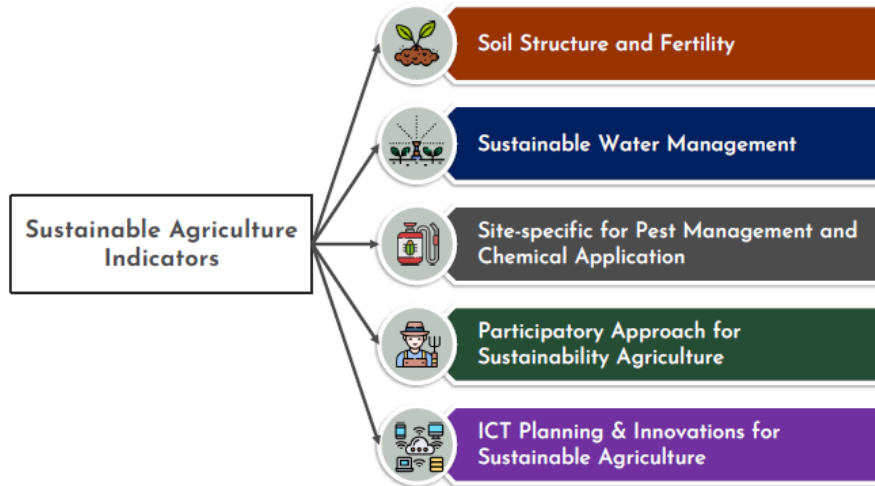 Soil Structure and Fertility
Sustainable Water Management
Sustainable Agriculture
Indicators
Site-specific for Pest Management and
Chemical Application
Participatory Approach for
Sustainability Agriculture
ICT Planning & Innovations for
Sustainable Agriculture